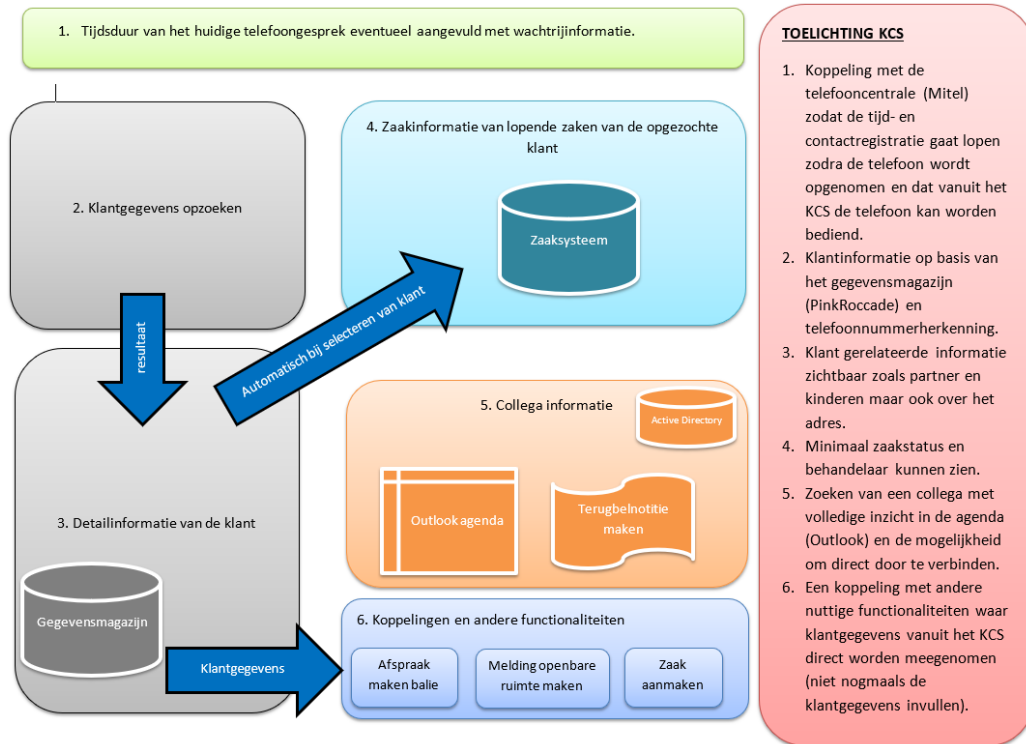 1. Tijdsduur van het huidige telefoongesprek eventueel aangevuld met wachtrijinformatie.
2. Klantgegevens opzoeken
resultaat
3. Detailinformatie van de klant
Gegevensmagazijn
Automatisch bij selecteren van klant
Klantgegevens
4. Zaakinformatie van lopende zaken van de opgezochte
klant
Zaaksysteem
5. Collega informatie
Active Directory
Outlook agenda
Terugbelnotitie
maken
6. Koppelingen en andere functionaliteiten
Afspraak
maken balie
Melding openbare
ruimte maken
Zaak
aanmaken
TOELICHTING KCS
1. Koppeling met de
telefooncentrale (Mitel)
zodat de tijd- en
contactregistratie gaat lopen
zodra de telefoon wordt
opgenomen en dat vanuit het
KCS de telefoon kan worden
bediend.
2. Klantinformatie op basis van
het gegevensmagazijn
(PinkRoccade) en
telefoonnummerherkenning.
3. Klant gerelateerde informatie
zichtbaar zoals partner en
kinderen maar ook over het
adres.
4. Minimaal zaakstatus en
behandelaar kunnen zien.
5. Zoeken van een collega met
volledige inzicht in de agenda
(Outlook) en de mogelijkheid
om direct door te verbinden.
6. Een koppeling met andere
nuttige functionaliteiten waar
klantgegevens vanuit het KCS
direct worden meegenomen
(niet nogmaals de
klantgegevens invullen).